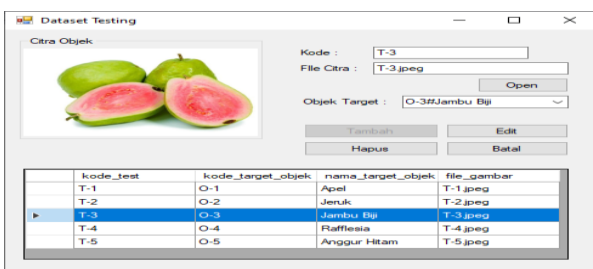 Dataset Testing
Citra Objek
Kode : T-3
FIle Citra : T-3.jpeg
Open
Objek Target : O-3#Jambu Biji
Tambah Edit
Hapus Batal
kode_test kode_target_objek nama_target_objek file_gambar
T-1 O-1 Apel T-1.jpeg
T-2 O-2 Jeruk T-2.jpeg
T-3 O-3 Jambu Biji T-3.jpeg
T-4 O-4 Rafflesia T-4.jpeg
T-5 O-5 Anggur Hitam T-5.jpeg